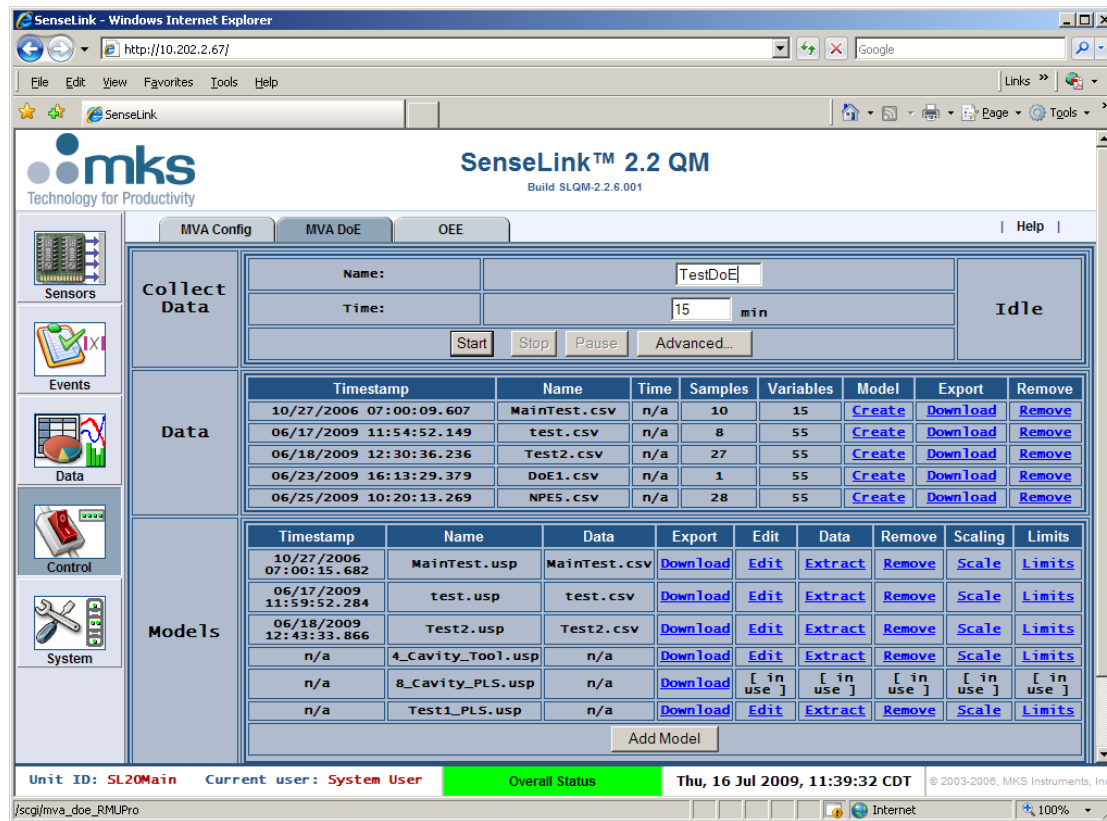 SenseLink - Windows Internet Explorer
http://10.202.2.67/
Google
File Edit View Favorites Tools Help
Links »
SenseLink
Page Tools
mks
Technology for Productivity
SenseLink™ 2.2 QM
Build SLQM-2.2.6.001
MVA Config MVA DoE OEE | Help |
Sensors
Events
Data
Control
System
Collect Data
Name: TestDoE
Time: 15 min
Idle
Start Stop Pause Advanced...
Data
Timestamp Name Time Samples Variables Model Export Remove
10/27/2006 07:00:09.607 MainTest.csv n/a 10 15 Create Download Remove
06/17/2009 11:54:52.149 test.csv n/a 8 55 Create Download Remove
06/18/2009 12:30:36.236 Test2.csv n/a 27 55 Create Download Remove
06/23/2009 16:13:29.379 DoE1.csv n/a 1 55 Create Download Remove
06/25/2009 10:20:13.269 NPE5.csv n/a 28 55 Create Download Remove
Models
Timestamp Name Data Export Edit Data Remove Scaling Limits
10/27/2006 07:00:15.682 MainTest.usp MainTest.csv Download Edit Extract Remove Scale Limits
06/17/2009 11:59:52.284 test.usp test.csv Download Edit Extract Remove Scale Limits
06/18/2009 12:43:33.866 Test2.usp Test2.csv Download Edit Extract Remove Scale Limits
n/a 4_Cavity_Tool.usp n/a Download Edit Extract Remove Scale Limits
n/a 8_Cavity_PLS.usp n/a Download [ in use ] [ in use ] [ in use ] [ in use ] [ in use ]
n/a Test1_PLS.usp n/a Download Edit Extract Remove Scale Limits
Add Model
Unit ID: SL20Main Current user: System User Overall Status Thu, 16 Jul 2009, 11:39:32 CDT © 2003-2006, MKS Instruments, In
/scgi/mva_doe_RMUPro Internet 100%